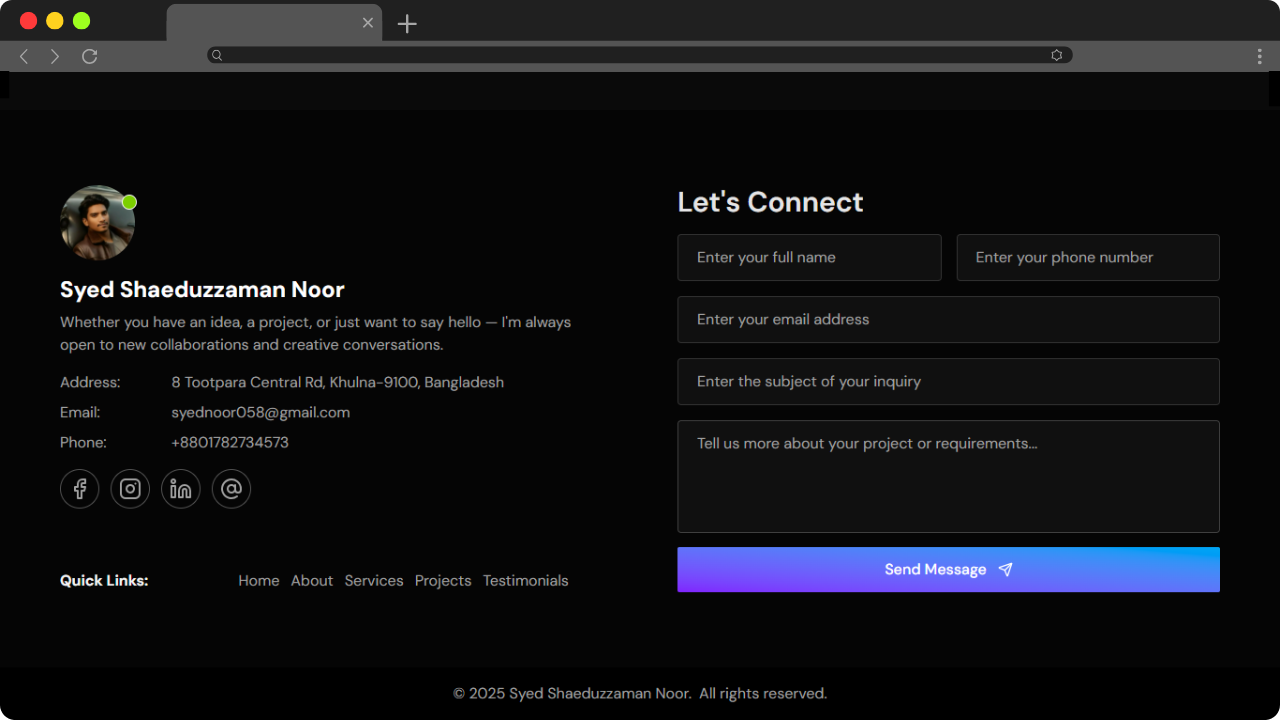 Syed Shaeduzzaman Noor
Whether you have an idea, a project, or just want to say hello — I'm always
open to new collaborations and creative conversations.
Address: 8 Tootpara Central Rd, Khulna-9100, Bangladesh
Email: syednoor058@gmail.com
Phone: +8801782734573
Quick Links: Home About Services Projects Testimonials
Let's Connect
Enter your full name
Enter your phone number
Enter your email address
Enter the subject of your inquiry
Tell us more about your project or requirements...
Send Message
© 2025 Syed Shaeduzzaman Noor. All rights reserved.